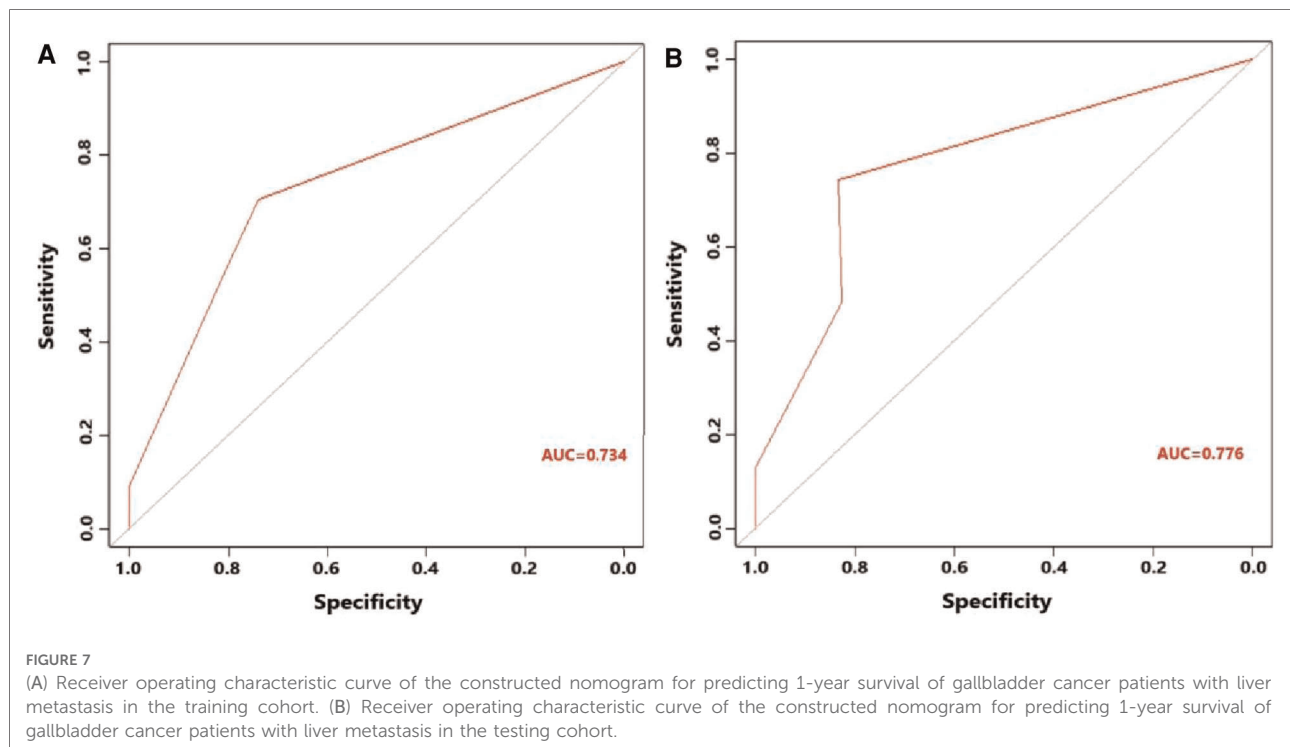 A
1.0
0.8
0.6
0.4
0.2
0.0
Sensitivity
AUC=0.734
1.0 0.8 0.6 0.4 0.2 0.0
Specificity
B
1.0
0.8
0.6
0.4
0.2
0.0
Sensitivity
AUC=0.776
1.0 0.8 0.6 0.4 0.2 0.0
Specificity
FIGURE 7
(A) Receiver operating characteristic curve of the constructed nomogram for predicting 1-year survival of gallbladder cancer patients with liver
metastasis in the training cohort. (B) Receiver operating characteristic curve of the constructed nomogram for predicting 1-year survival of
gallbladder cancer patients with liver metastasis in the testing cohort.